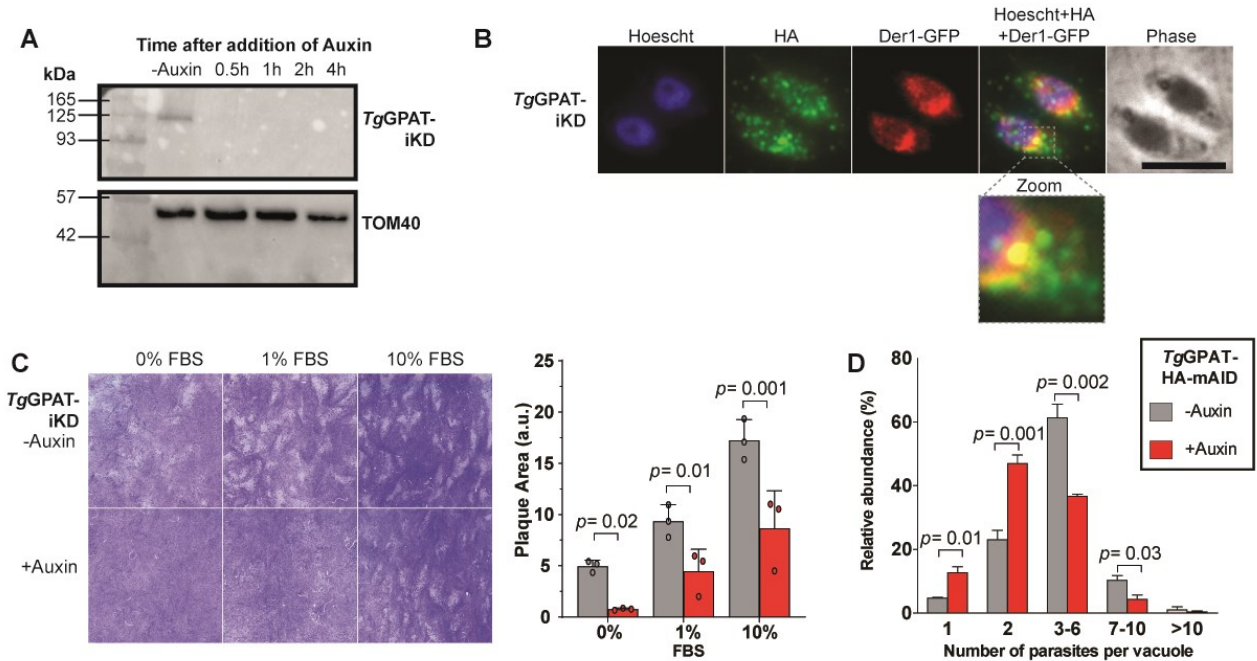 A
Time after addition of Auxin
kDa
-Auxin 0.5h 1h 2h 4h
165
125
93
TgGPAT-
iKD
57
42
TOM40
B
Hoescht HA Der1-GFP Hoescht+HA
+Der1-GFP Phase
TgGPAT-
iKD
Zoom
C
0% FBS 1% FBS 10% FBS
TgGPAT-
iKD
-Auxin
+Auxin
Plaque Area (a.u.)
25
20
15
10
5
0
p= 0.02
p= 0.01
p= 0.001
0% 1% 10%
FBS
D
Relative abundance (%)
80
60
40
20
0
p= 0.01
p= 0.001
p= 0.002
p= 0.03
1 2 3-6 7-10 >10
Number of parasites per vacuole
TgGPAT-
HA-mAID
-Auxin
+Auxin